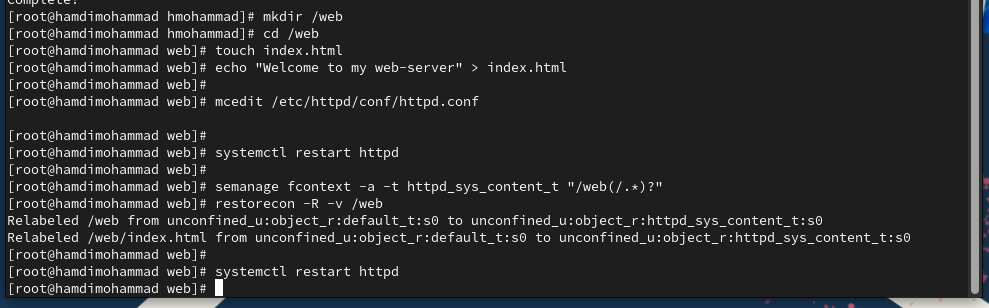 Complete!
[root@hamdimohammad hmohammad]# mkdir /web
[root@hamdimohammad hmohammad]# cd /web
[root@hamdimohammad web]# touch index.html
[root@hamdimohammad web]# echo "Welcome to my web-server" > index.html
[root@hamdimohammad web]#
[root@hamdimohammad web]# mcedit /etc/httpd/conf/httpd.conf
[root@hamdimohammad web]#
[root@hamdimohammad web]# systemctl restart httpd
[root@hamdimohammad web]#
[root@hamdimohammad web]# semanage fcontext -a -t httpd_sys_content_t "/web(/.*)?"
[root@hamdimohammad web]# restorecon -R -v /web
Relabeled /web from unconfined_u:object_r:default_t:s0 to unconfined_u:object_r:httpd_sys_content_t:s0
Relabeled /web/index.html from unconfined_u:object_r:default_t:s0 to unconfined_u:object_r:httpd_sys_content_t:s0
[root@hamdimohammad web]#
[root@hamdimohammad web]# systemctl restart httpd
[root@hamdimohammad web]#